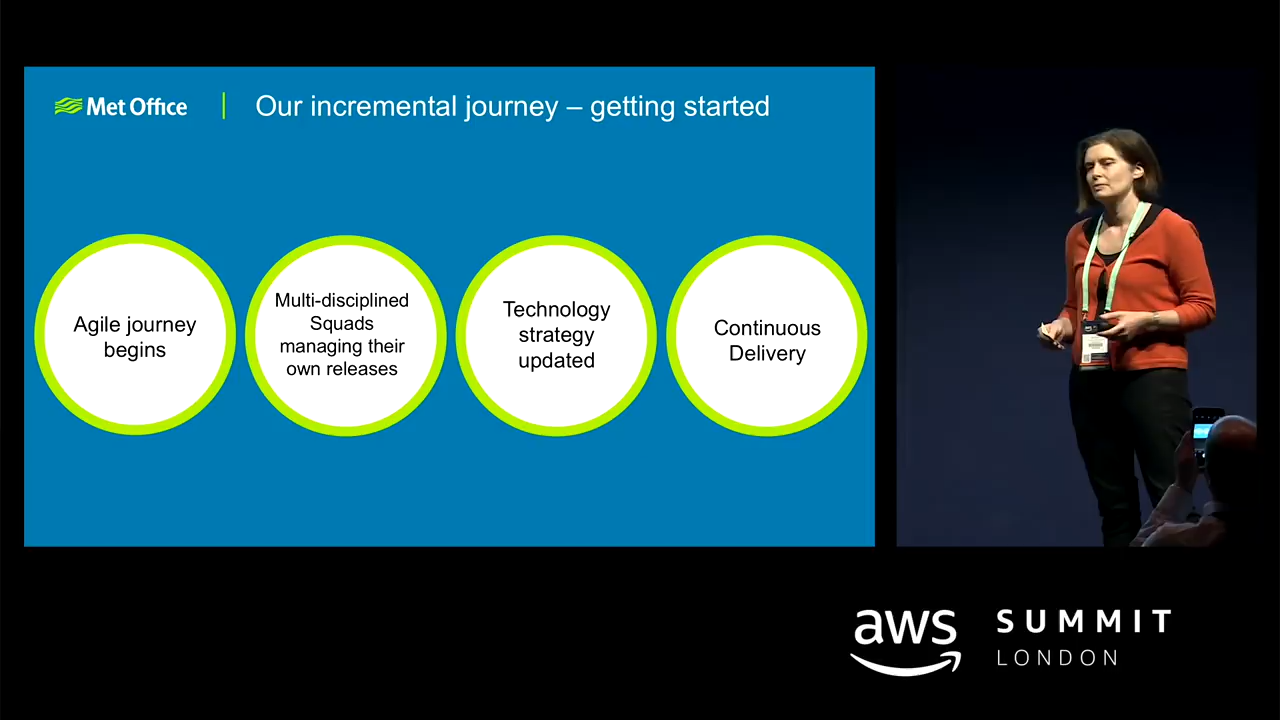 Met Office
Our incremental journey – getting started
Agile journey
begins
Multi-disciplined
Squads
managing their
own releases
Technology
strategy
updated
Continuous
Delivery
aws
SUMMIT
LONDON